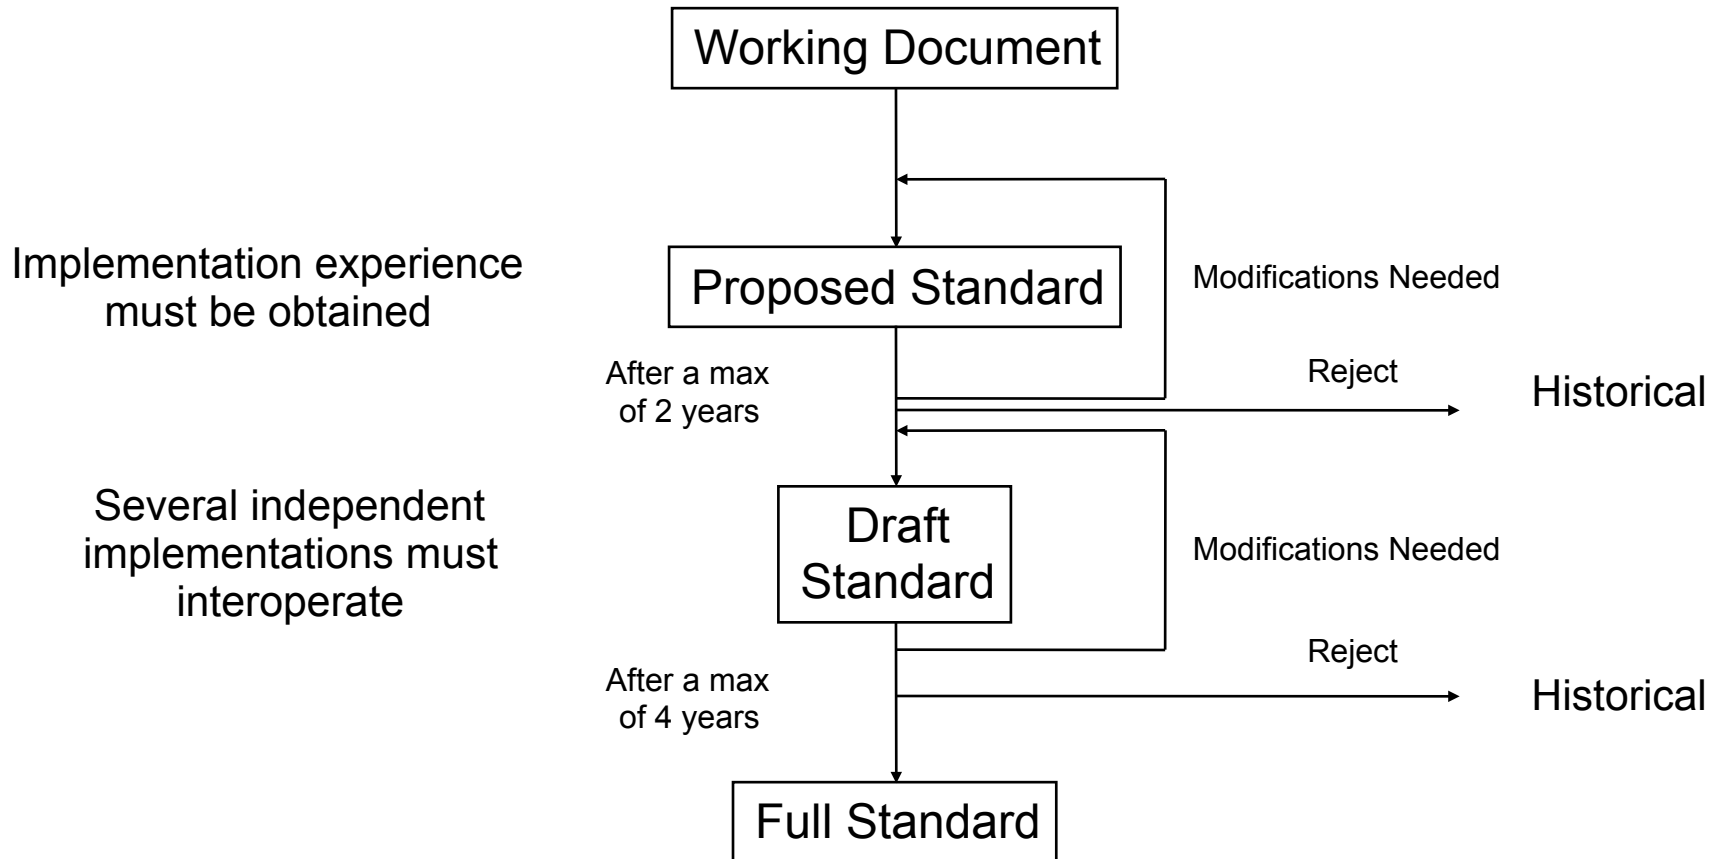 Working Document
Implementation experience
must be obtained
Proposed Standard
Modifications Needed
After a max
of 2 years
Reject
Historical
Several independent
implementations must
interoperate
Draft
Standard
Modifications Needed
After a max
of 4 years
Reject
Historical
Full Standard